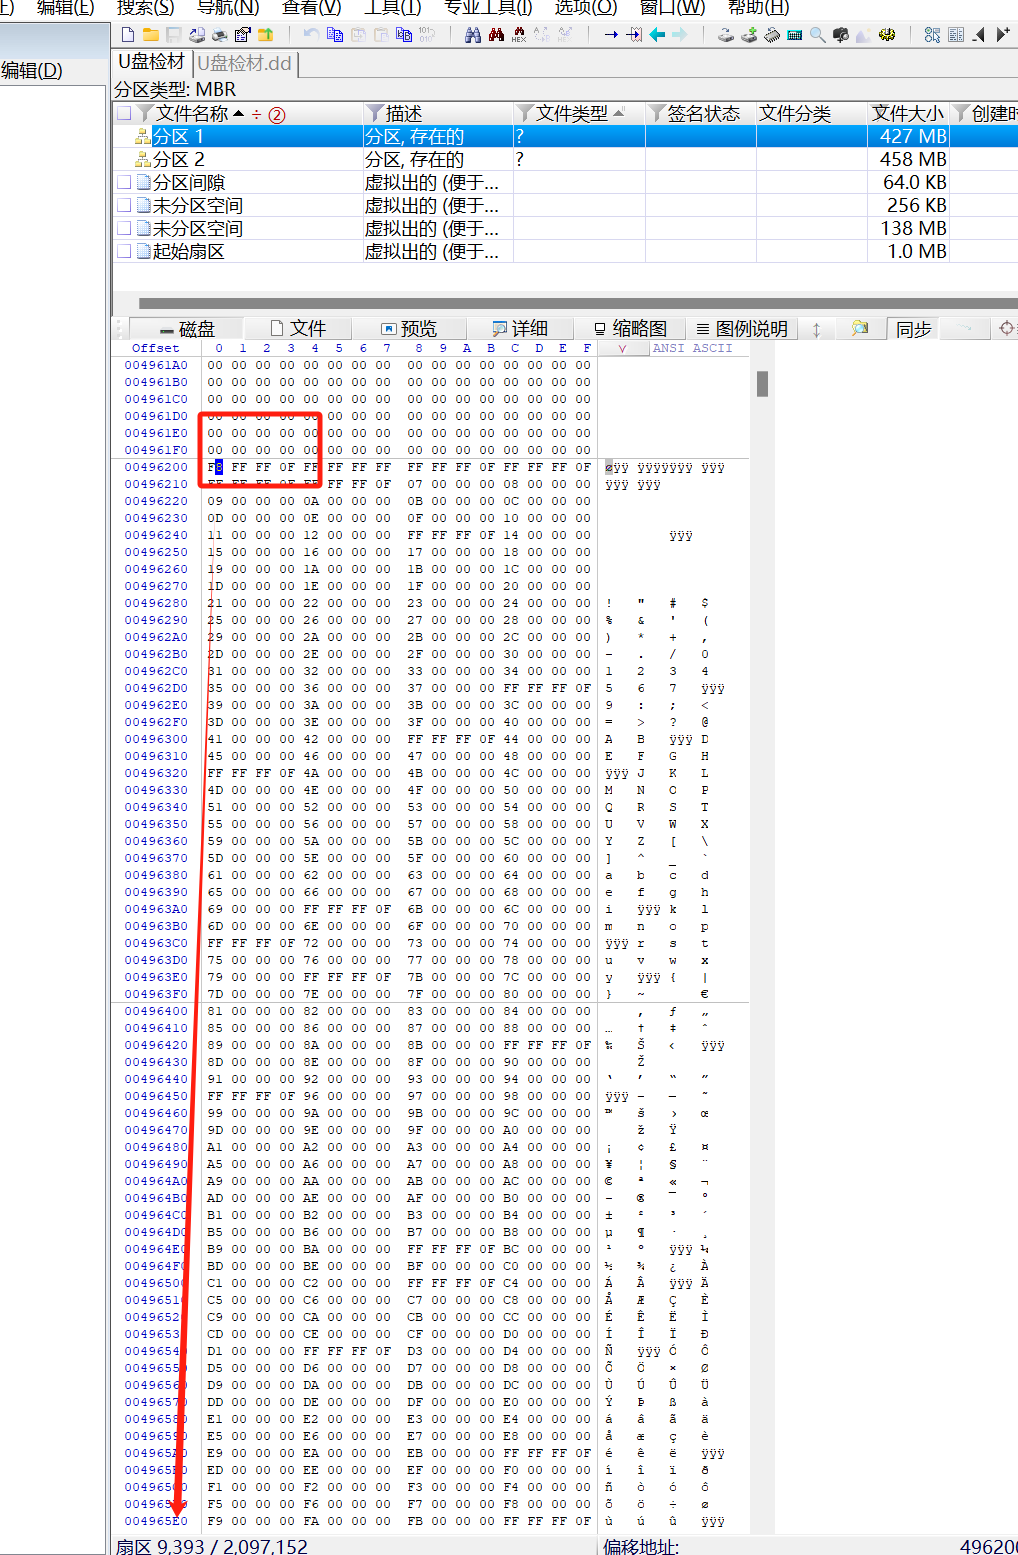 F) 编辑(E) 搜索(S) 导航(N) 查看(V) 工具(T) 专业工具(I) 选项(O) 窗口(W) 帮助(H)
编辑(D)
U盘检材 U盘检材.dd
分区类型: MBR
文件名称 ÷ ② 描述 文件类型 签名状态 文件分类 文件大小 创建时
分区 1 分区, 存在的 ? 427 MB
分区 2 分区, 存在的 ? 458 MB
分区间隙 虚拟出的 (便于... 64.0 KB
未分区空间 虚拟出的 (便于... 256 KB
未分区空间 虚拟出的 (便于... 138 MB
起始扇区 虚拟出的 (便于... 1.0 MB
磁盘 文件 预览 详细 缩略图 图例说明 同步
Offset 0 1 2 3 4 5 6 7 8 9 A B C D E F ANSI ASCII
004961A0 00 00 00 00 00 00 00 00 00 00 00 00 00 00 00 00
004961B0 00 00 00 00 00 00 00 00 00 00 00 00 00 00 00 00
004961C0 00 00 00 00 00 00 00 00 00 00 00 00 00 00 00 00
004961D0 00 00 00 00 00 00 00 00 00 00 00 00 00 00 00 00
004961E0 00 00 00 00 00 00 00 00 00 00 00 00 00 00 00 00
004961F0 00 00 00 00 00 00 00 00 00 00 00 00 00 00 00 00
00496200 F8 FF FF 0F FF FF FF FF FF FF FF 0F FF FF FF 0F øÿÿ ÿÿÿÿÿÿÿ ÿÿÿ
00496210 FF FF FF 0F FF FF FF 0F 07 00 00 00 08 00 00 00 ÿÿÿ ÿÿÿ
00496220 09 00 00 00 0A 00 00 00 0B 00 00 00 0C 00 00 00
00496230 0D 00 00 00 0E 00 00 00 0F 00 00 00 10 00 00 00
00496240 11 00 00 00 12 00 00 00 FF FF FF 0F 14 00 00 00 ÿÿÿ
00496250 15 00 00 00 16 00 00 00 17 00 00 00 18 00 00 00
00496260 19 00 00 00 1A 00 00 00 1B 00 00 00 1C 00 00 00
00496270 1D 00 00 00 1E 00 00 00 1F 00 00 00 20 00 00 00
00496280 21 00 00 00 22 00 00 00 23 00 00 00 24 00 00 00 ! " # $
00496290 25 00 00 00 26 00 00 00 27 00 00 00 28 00 00 00 % & ' (
004962A0 29 00 00 00 2A 00 00 00 2B 00 00 00 2C 00 00 00 ) * + ,
004962B0 2D 00 00 00 2E 00 00 00 2F 00 00 00 30 00 00 00 - . / 0
004962C0 31 00 00 00 32 00 00 00 33 00 00 00 34 00 00 00 1 2 3 4
004962D0 35 00 00 00 36 00 00 00 37 00 00 00 FF FF FF 0F 5 6 7 ÿÿÿ
004962E0 39 00 00 00 3A 00 00 00 3B 00 00 00 3C 00 00 00 9 : ; <
004962F0 3D 00 00 00 3E 00 00 00 3F 00 00 00 40 00 00 00 = > ? @
00496300 41 00 00 00 42 00 00 00 FF FF FF 0F 44 00 00 00 A B ÿÿÿ D
00496310 45 00 00 00 46 00 00 00 47 00 00 00 48 00 00 00 E F G H
00496320 FF FF FF 0F 4A 00 00 00 4B 00 00 00 4C 00 00 00 ÿÿÿ J K L
00496330 4D 00 00 00 4E 00 00 00 4F 00 00 00 50 00 00 00 M N O P
00496340 51 00 00 00 52 00 00 00 53 00 00 00 54 00 00 00 Q R S T
00496350 55 00 00 00 56 00 00 00 57 00 00 00 58 00 00 00 U V W X
00496360 59 00 00 00 5A 00 00 00 5B 00 00 00 5C 00 00 00 Y Z [ \
00496370 5D 00 00 00 5E 00 00 00 5F 00 00 00 60 00 00 00 ] ^ _ `
00496380 61 00 00 00 62 00 00 00 63 00 00 00 64 00 00 00 a b c d
00496390 65 00 00 00 66 00 00 00 67 00 00 00 68 00 00 00 e f g h
004963A0 69 00 00 00 FF FF FF 0F 6B 00 00 00 6C 00 00 00 i ÿÿÿ k l
004963B0 6D 00 00 00 6E 00 00 00 6F 00 00 00 70 00 00 00 m n o p
004963C0 FF FF FF 0F 72 00 00 00 73 00 00 00 74 00 00 00 ÿÿÿ r s t
004963D0 75 00 00 00 76 00 00 00 77 00 00 00 78 00 00 00 u v w x
004963E0 79 00 00 00 FF FF FF 0F 7B 00 00 00 7C 00 00 00 y ÿÿÿ { |
004963F0 7D 00 00 00 7E 00 00 00 7F 00 00 00 80 00 00 00 } ~ €
00496400 81 00 00 00 82 00 00 00 83 00 00 00 84 00 00 00 ‚ ƒ „
00496410 85 00 00 00 86 00 00 00 87 00 00 00 88 00 00 00 … † ‡ ˆ
00496420 89 00 00 00 8A 00 00 00 8B 00 00 00 FF FF FF 0F ‰ Š ‹ ÿÿÿ
00496430 8D 00 00 00 8E 00 00 00 8F 00 00 00 90 00 00 00 Ž
00496440 91 00 00 00 92 00 00 00 93 00 00 00 94 00 00 00 ‘ ’ “ ”
00496450 FF FF FF 0F 96 00 00 00 97 00 00 00 98 00 00 00 ÿÿÿ – — ˜
00496460 99 00 00 00 9A 00 00 00 9B 00 00 00 9C 00 00 00 ™ š › œ
00496470 9D 00 00 00 9E 00 00 00 9F 00 00 00 A0 00 00 00 ž Ÿ
00496480 A1 00 00 00 A2 00 00 00 A3 00 00 00 A4 00 00 00 ¡ ¢ £ ¤
00496490 A5 00 00 00 A6 00 00 00 A7 00 00 00 A8 00 00 00 ¥ ¦ § ¨
004964A0 A9 00 00 00 AA 00 00 00 AB 00 00 00 AC 00 00 00 © ª « ¬
004964B0 AD 00 00 00 AE 00 00 00 AF 00 00 00 B0 00 00 00 - ® ¯ °
004964C0 B1 00 00 00 B2 00 00 00 B3 00 00 00 B4 00 00 00 ± ² ³ ´
004964D0 B5 00 00 00 B6 00 00 00 B7 00 00 00 B8 00 00 00 µ ¶ · ¸
004964E0 B9 00 00 00 BA 00 00 00 FF FF FF 0F BC 00 00 00 ¹ º ÿÿÿ ¼
004964F0 BD 00 00 00 BE 00 00 00 BF 00 00 00 C0 00 00 00 ½ ¾ ¿ À
00496500 C1 00 00 00 C2 00 00 00 FF FF FF 0F C4 00 00 00 Á Â ÿÿÿ Ä
00496510 C5 00 00 00 C6 00 00 00 C7 00 00 00 C8 00 00 00 Å Æ Ç È
00496520 C9 00 00 00 CA 00 00 00 CB 00 00 00 CC 00 00 00 É Ê Ë Ì
00496530 CD 00 00 00 CE 00 00 00 CF 00 00 00 D0 00 00 00 Í Î Ï Ð
00496540 D1 00 00 00 FF FF FF 0F D3 00 00 00 D4 00 00 00 Ñ ÿÿÿ Ó Ô
00496550 D5 00 00 00 D6 00 00 00 D7 00 00 00 D8 00 00 00 Õ Ö × Ø
00496560 D9 00 00 00 DA 00 00 00 DB 00 00 00 DC 00 00 00 Ù Ú Û Ü
00496570 DD 00 00 00 DE 00 00 00 DF 00 00 00 E0 00 00 00 Ý Þ ß à
00496580 E1 00 00 00 E2 00 00 00 E3 00 00 00 E4 00 00 00 á â ã ä
00496590 E5 00 00 00 E6 00 00 00 E7 00 00 00 E8 00 00 00 å æ ç è
004965A0 E9 00 00 00 EA 00 00 00 EB 00 00 00 FF FF FF 0F é ê ë ÿÿÿ
004965B0 ED 00 00 00 EE 00 00 00 EF 00 00 00 F0 00 00 00 í î ï ð
004965C0 F1 00 00 00 F2 00 00 00 F3 00 00 00 F4 00 00 00 ñ ò ó ô
004965D0 F5 00 00 00 F6 00 00 00 F7 00 00 00 F8 00 00 00 õ ö ÷ ø
004965E0 F9 00 00 00 FA 00 00 00 FB 00 00 00 FF FF FF 0F ù ú û ÿÿÿ
扇区 9,393 / 2,097,152 偏移地址: 496200